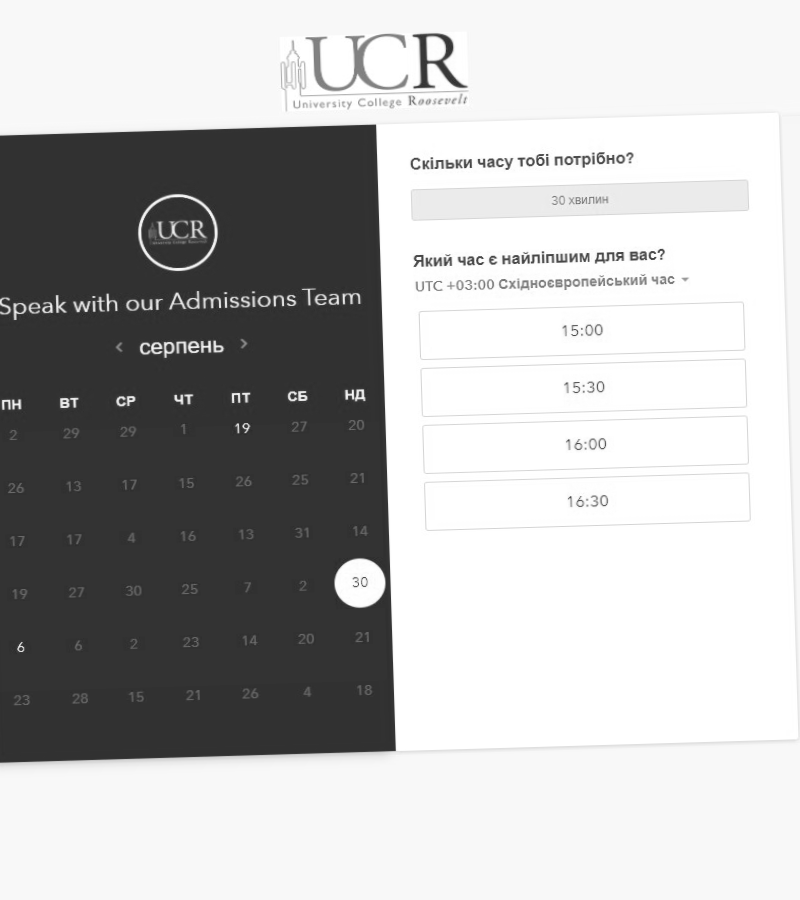 UCR
University College Roosevelt
UCR
Speak with our Admissions Team
серпень
ПН ВТ СР ЧТ ПТ СБ НД
2 29 29 1 19 27 20
26 13 17 15 26 25 21
17 17 4 16 13 31 14
19 27 30 25 7 2 30
6 6 2 23 14 20 21
23 28 15 21 26 4 18
Скільки часу тобі потрібно?
30 хвилин
Який час є найліпшим для вас?
UTC +03:00 Східноєвропейський час
15:00
15:30
16:00
16:30